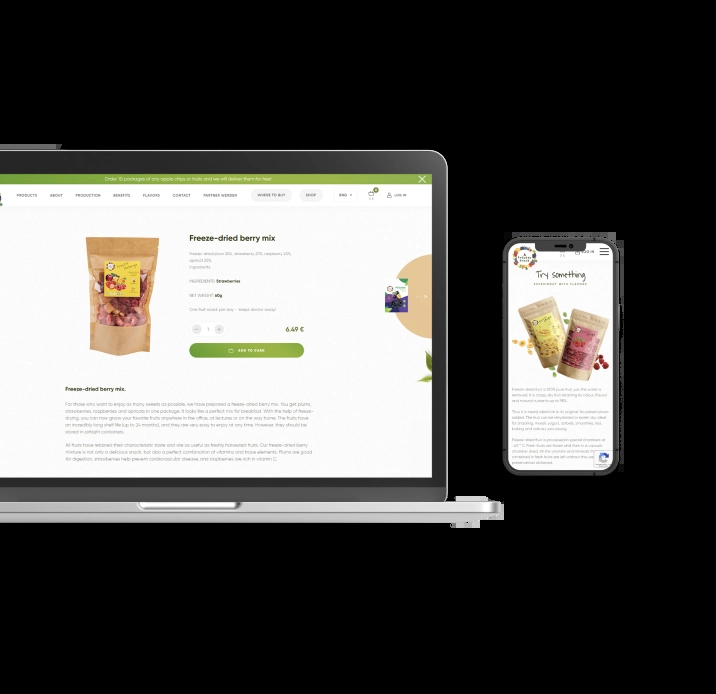 Order 10 packages of any apple chips or fruits and we will deliver them for free!
PRODUCTS ABOUT PRODUCTION BENEFITS FLAVORS CONTACT PARTNER WERDEN WHERE TO BUY SHOP ENG LOG IN
Freeze-dried berry mix
Freeze-dried plum 30%, strawberry 27%, raspberry 23%,
apricot 20%
Ingredients
INGREDIENTS: Strawberries
NET WEIGHT: 60g
One fruit snack per day - keeps doctor away!
1
6.49 €
ADD TO CART
Freeze-dried berry mix.
For those who want to enjoy as many sweets as possible, we have prepared a freeze-dried berry mix. You get plums,
strawberries, raspberries and apricots in one package. It looks like a perfect mix for breakfast. With the help of freeze-
drying, you can now gnaw your favorite fruits anywhere in the office, at lectures or on the way home. The fruits have
an incredibly long shelf life (up to 24 months), and they are very easy to enjoy at any time. However, they should be
stored in airtight containers.
All fruits have retained their characteristic taste and are as useful as freshly harvested fruits. Our freeze-dried berry
mixture is not only a delicious snack, but also a perfect combination of vitamins and trace elements. Plums are good
for digestion, strawberries help prevent cardiovascular disease, and raspberries are rich in vitamin C.
LOG IN
Try something
EXPERIMENT WITH FLAVORS